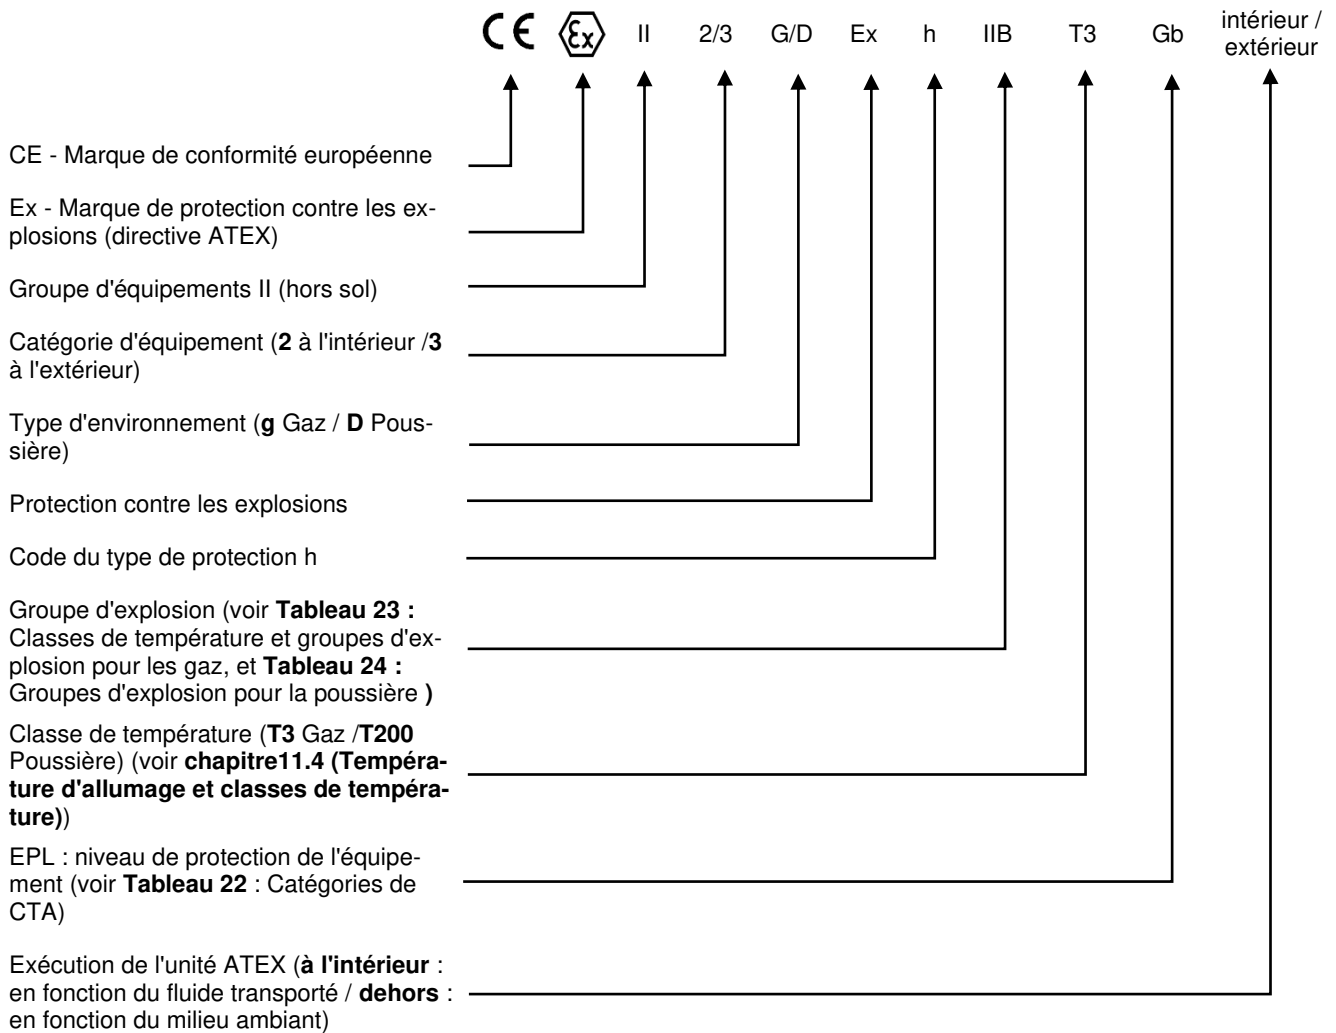 CE Ex II 2/3 G/D Ex h IIB T3 Gb intérieur /
extérieur
CE - Marque de conformité européenne
Ex - Marque de protection contre les ex-
plosions (directive ATEX)
Groupe d'équipements II (hors sol)
Catégorie d'équipement (2 à l'intérieur /3
à l'extérieur)
Type d'environnement (g Gaz / D Pous-
sière)
Protection contre les explosions
Code du type de protection h
Groupe d'explosion (voir Tableau 23 :
Classes de température et groupes d'ex-
plosion pour les gaz, et Tableau 24 :
Groupes d'explosion pour la poussière )
Classe de température (T3 Gaz /T200
Poussière) (voir chapitre11.4 (Tempéra-
ture d'allumage et classes de tempéra-
ture))
EPL : niveau de protection de l'équipe-
ment (voir Tableau 22 : Catégories de
CTA)
Exécution de l'unité ATEX (à l'intérieur :
en fonction du fluide transporté / dehors :
en fonction du milieu ambiant)